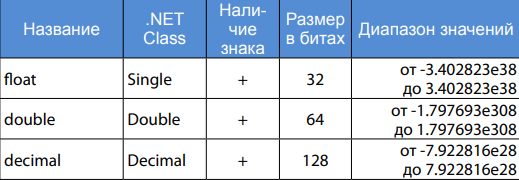 Название .NET Class Нали-чие знака Размер в битах Диапазон значений
float Single + 32 от -3.402823e38
до 3.402823e38
double Double + 64 от -1.797693e308
до 1.797693e308
decimal Decimal + 128 от -7.922816e28
до 7.922816e28